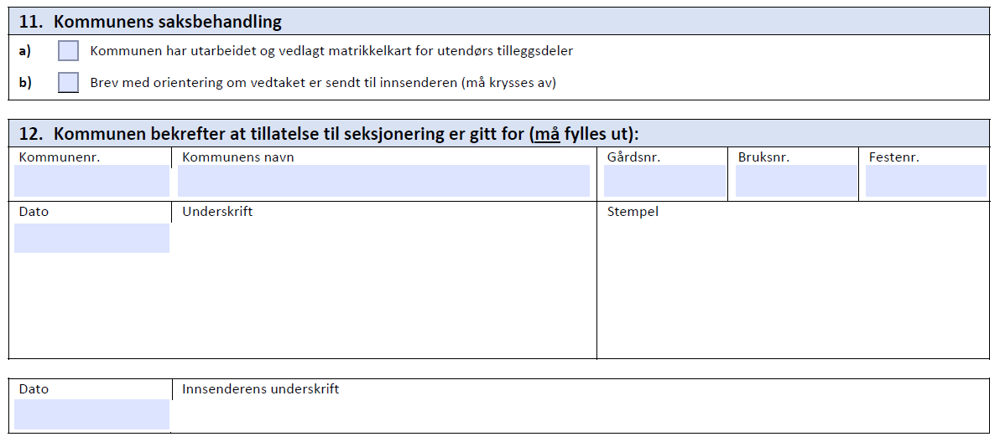 11. Kommunens saksbehandling
a) Kommunen har utarbeidet og vedlagt matrikkelkart for utendørs tilleggsdeler
b) Brev med orientering om vedtaket er sendt til innsenderen (må krysses av)
12. Kommunen bekrefter at tillatelse til seksjonering er gitt for (må fylles ut):
Kommunenr. Kommunens navn Gårdsnr. Bruksnr. Festenr.
Dato Underskrift Stempel
Dato Innsenderens underskrift